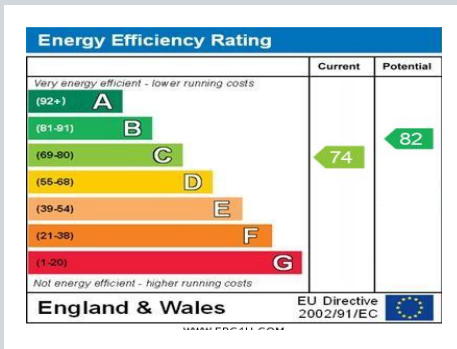 Energy Efficiency Rating
Current Potential
Very energy efficient - lower running costs
(92+) A
(81-91) B
82
(69-80) C
74
(55-68) D
(39-54) E
(21-38) F
(1-20) G
Not energy efficient - higher running costs
England & Wales
EU Directive
2002/91/EC